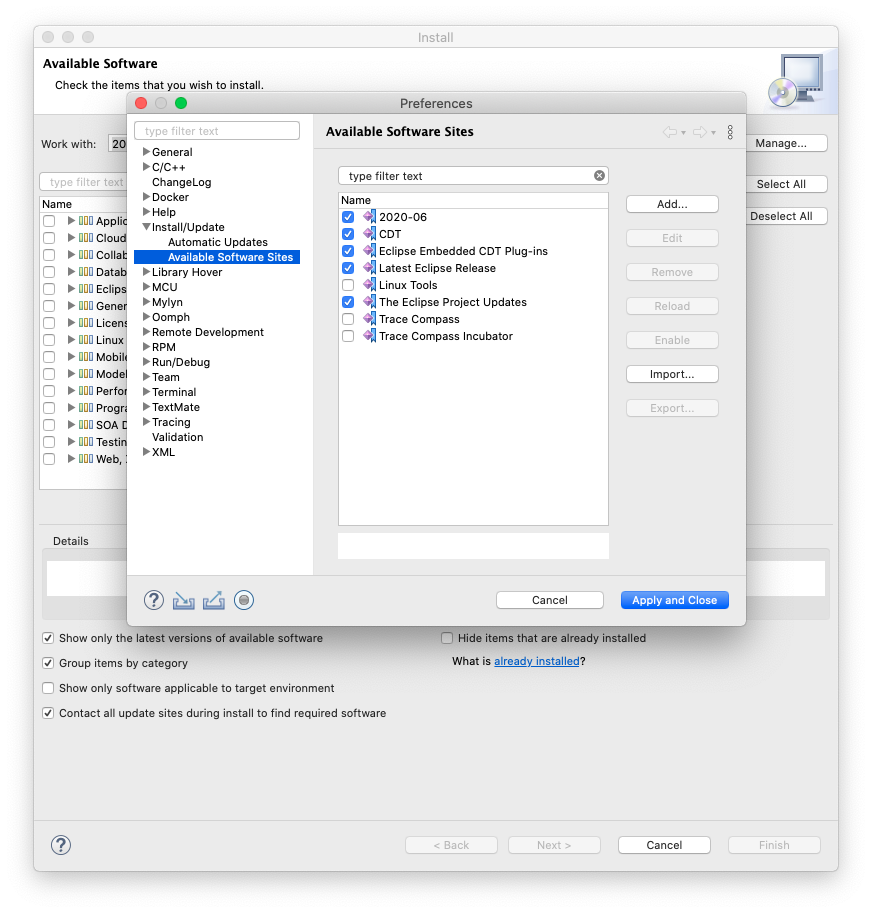 Install
Available Software
Check the items that you wish to install.
Work with: 20
Manage...
type filter text
Select All
Deselect All
Name
Applic
Cloud
Collab
Datab
Eclips
Gener
Licens
Linux
Mobile
Model
Perfor
Progra
SOA D
Testin
Web,
Details
Preferences
type filter text
General
C/C++
ChangeLog
Docker
Help
Install/Update
Automatic Updates
Available Software Sites
Library Hover
MCU
Mylyn
Oomph
Remote Development
RPM
Run/Debug
Team
Terminal
TextMate
Tracing
Validation
XML
Available Software Sites
type filter text
Name
2020-06
CDT
Eclipse Embedded CDT Plug-ins
Latest Eclipse Release
Linux Tools
The Eclipse Project Updates
Trace Compass
Trace Compass Incubator
Add...
Edit
Remove
Reload
Enable
Import...
Export...
?
Cancel
Apply and Close
Show only the latest versions of available software
Hide items that are already installed
Group items by category
What is already installed?
Show only software applicable to target environment
Contact all update sites during install to find required software
?
< Back
Next >
Cancel
Finish